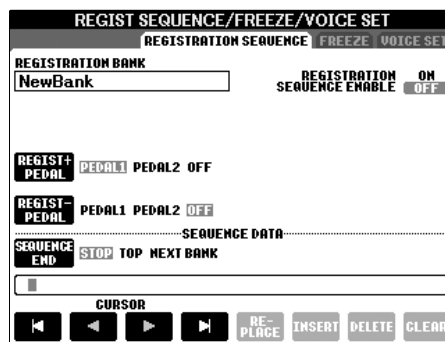 REGIST SEQUENCE/FREEZE/VOICE SET
REGISTRATION SEQUENCE FREEZE VOICE SET
REGISTRATION BANK
NewBank
REGISTRATION SEQUENCE ENABLE ON OFF
REGIST+ PEDAL PEDAL1 PEDAL2 OFF
REGIST- PEDAL PEDAL1 PEDAL2 OFF
SEQUENCE DATA
SEQUENCE END STOP TOP NEXT BANK
CURSOR
RE-PLACE INSERT DELETE CLEAR